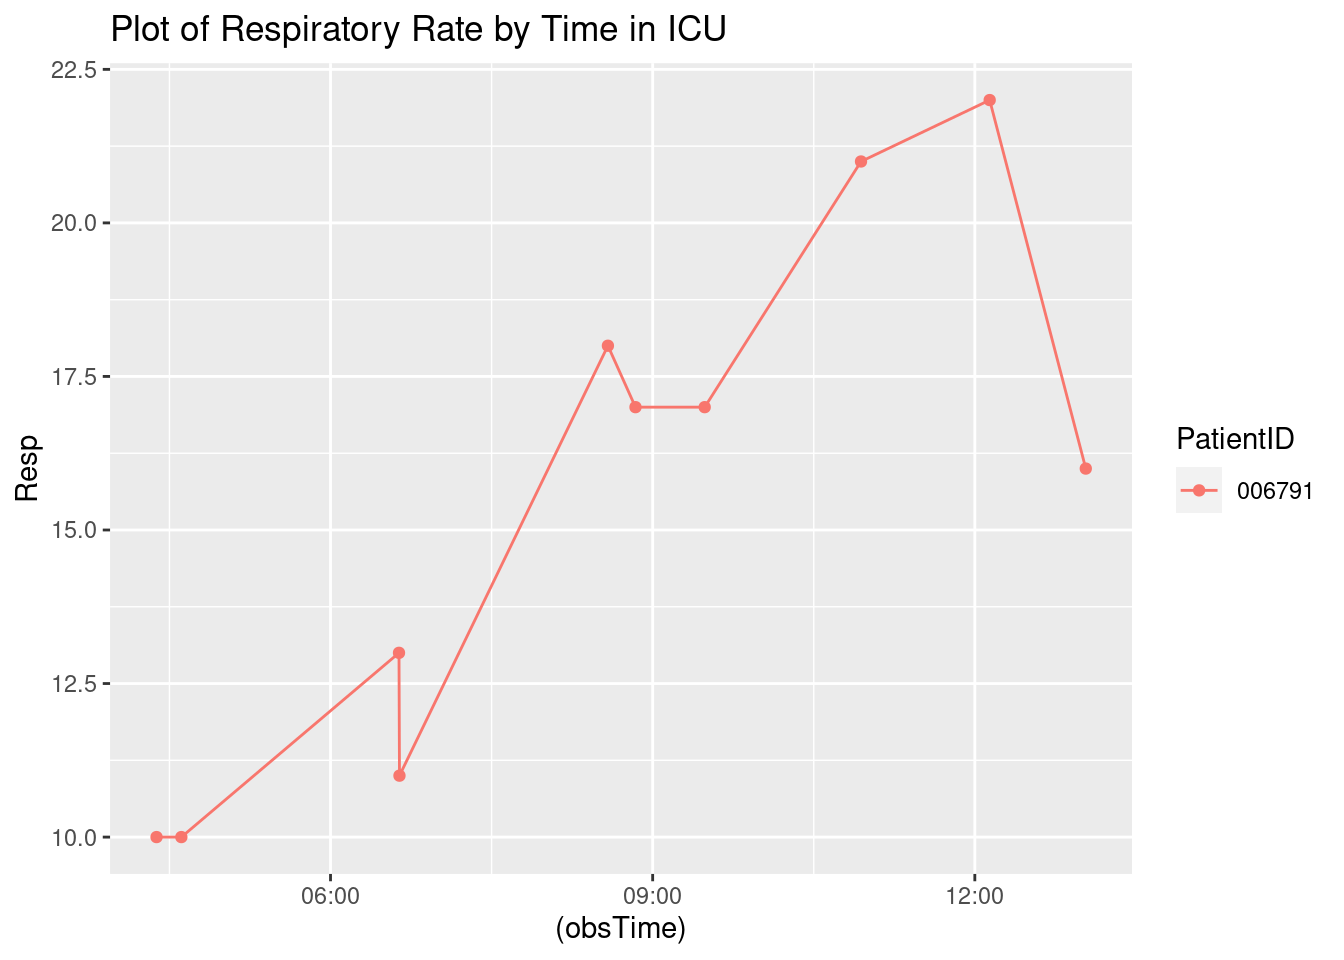 Plot of Respiratory Rate by Time in ICU
22.5
20.0
17.5
15.0
12.5
10.0
Resp
06:00 09:00 12:00
(obsTime)
PatientID
006791